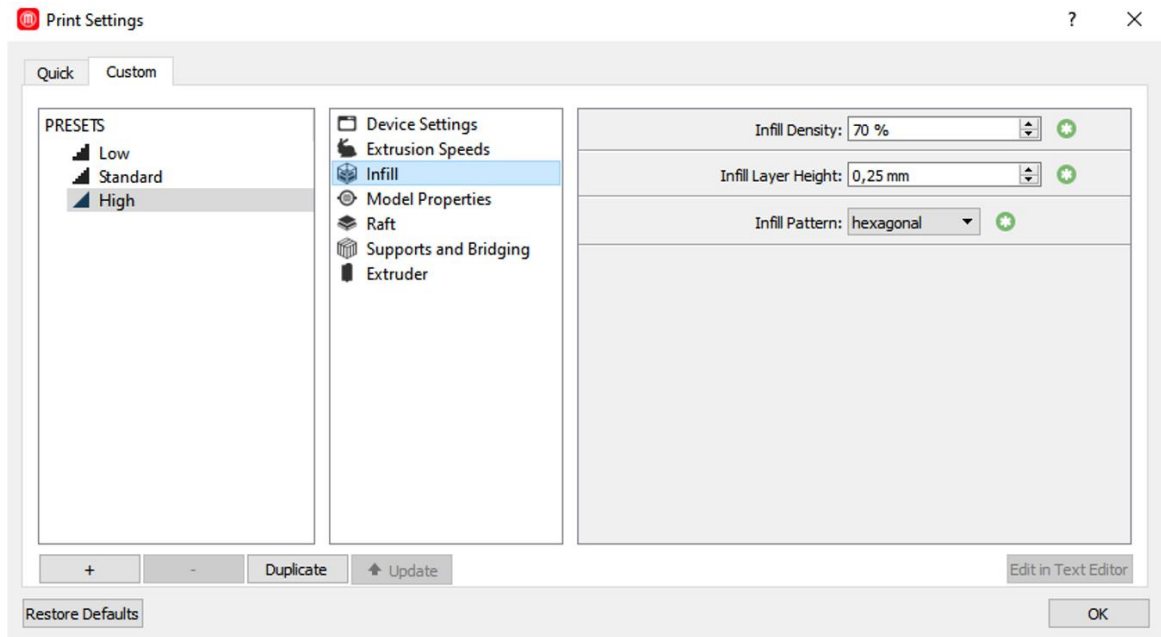 Print Settings
?
Quick
Custom
PRESETS
Low
Standard
High
Device Settings
Extrusion Speeds
Infill
Model Properties
Raft
Supports and Bridging
Extruder
Infill Density: 70 %
Infill Layer Height: 0,25 mm
Infill Pattern: hexagonal
+
-
Duplicate
Update
Edit in Text Editor
Restore Defaults
OK